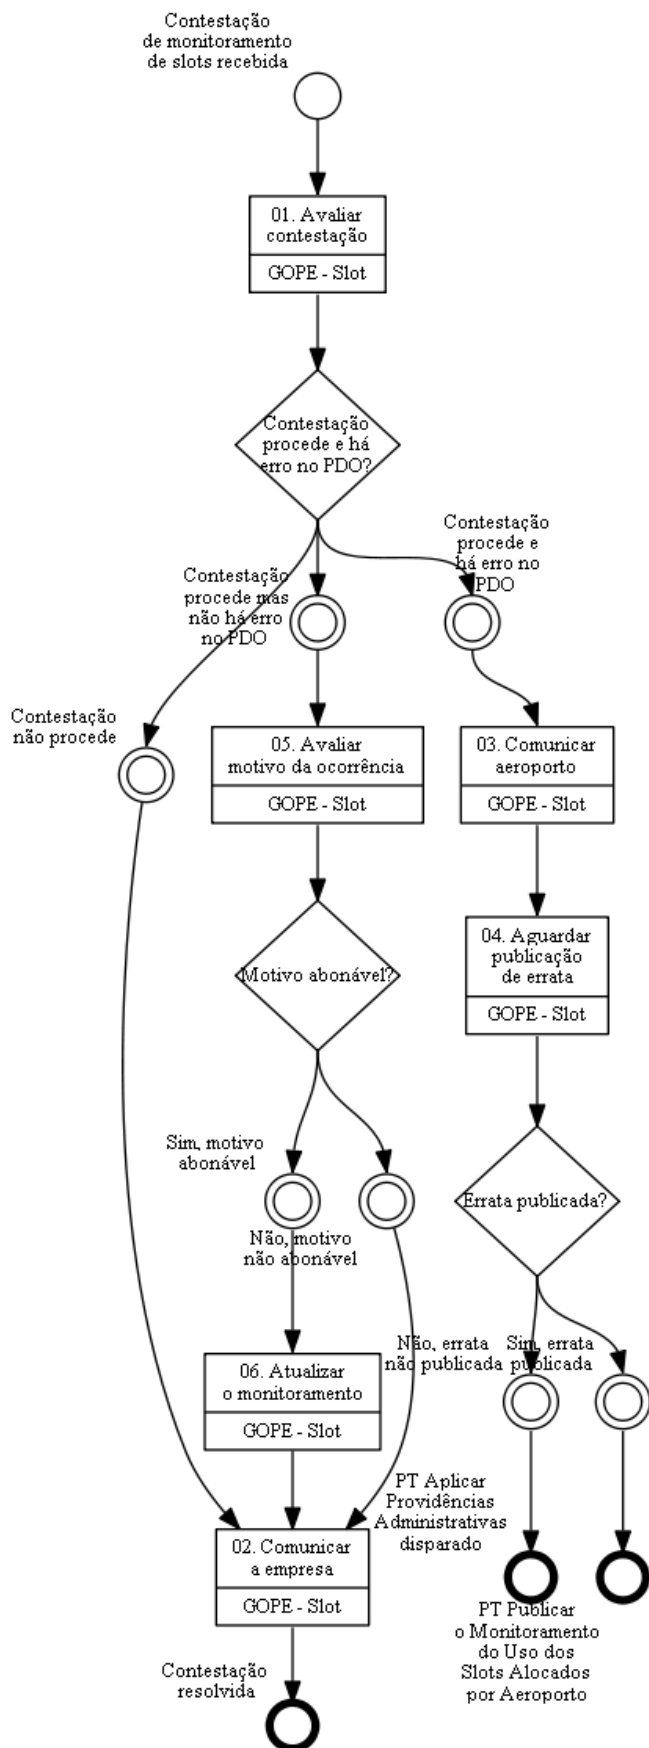 Contestação
de monitoramento
de slots recebida
01. Avaliar
contestação
GOPE - Slot
Contestação
procede e há
erro no PDO?
Contestação
procede e
há erro no
PDO
Contestação
procede mas
não há erro
no PDO
Contestação
não procede
05. Avaliar
motivo da ocorrência
GOPE - Slot
03. Comunicar
aeroporto
GOPE - Slot
04. Aguardar
publicação
de errata
GOPE - Slot
Motivo abonável?
Sim, motivo
abonável
Não, motivo
não abonável
Errata publicada?
Não, errata
não publicada
Sim, errata
publicada
06. Atualizar
o monitoramento
GOPE - Slot
PT Aplicar
Providências
Administrativas
disparado
02. Comunicar
a empresa
GOPE - Slot
PT Publicar
o Monitoramento
do Uso dos
Slots Alocados
por Aeroporto
Contestação
resolvida